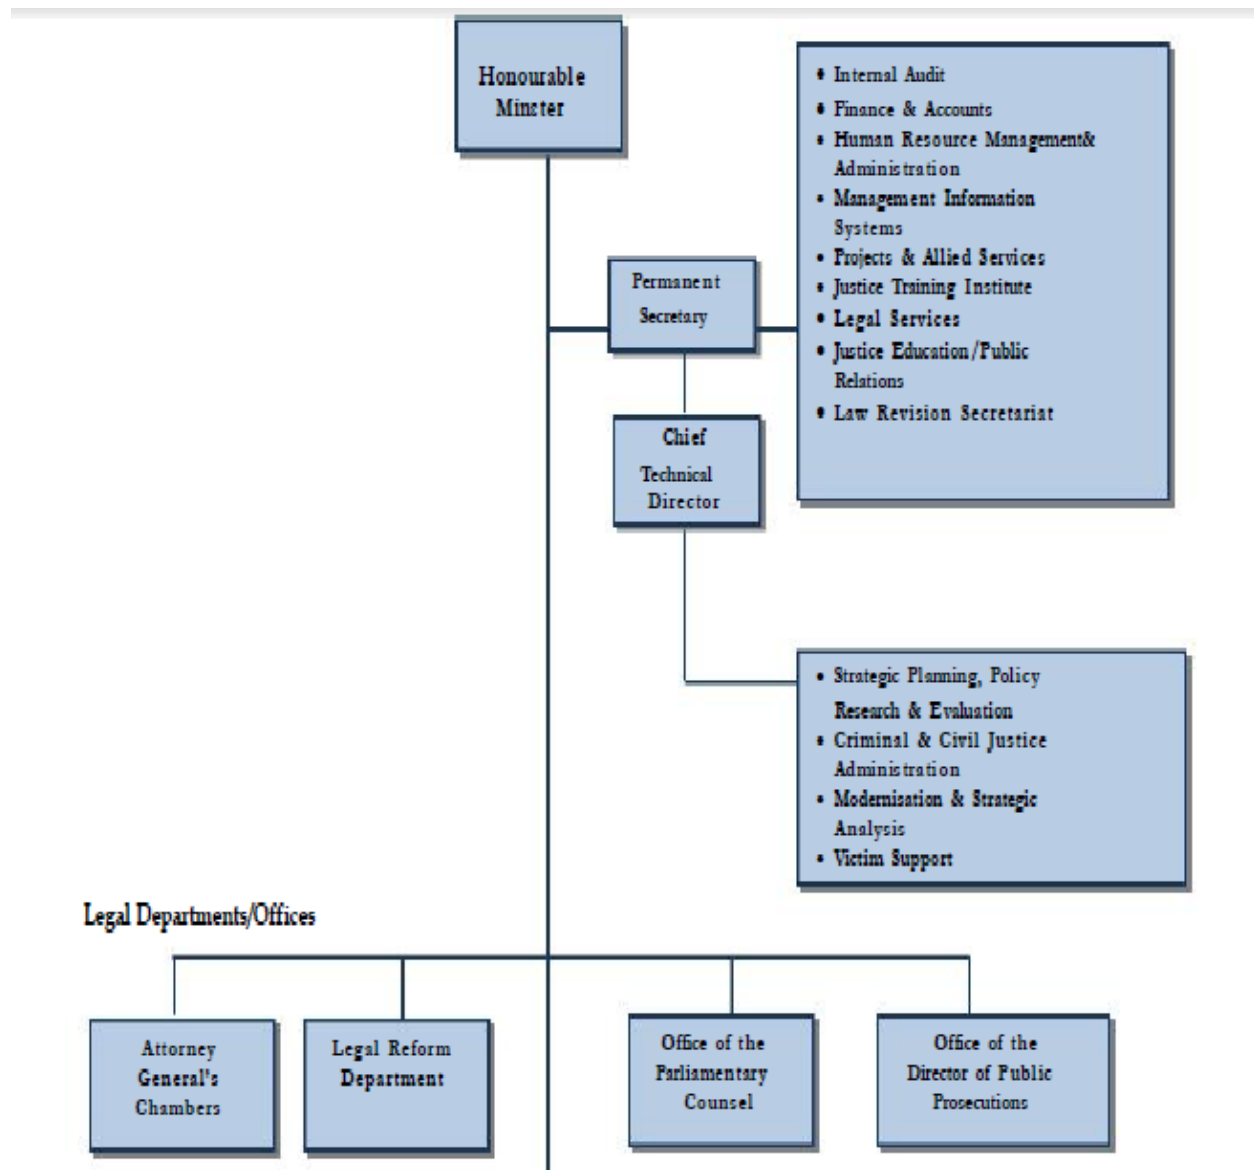 Honourable
Minster
• Internal Audit
• Finance & Accounts
• Human Resource Management&
Administration
• Management Information
Systems
• Projects & Allied Services
• Justice Training Institute
• Legal Services
• Justice Education/Public
Relations
• Law Revision Secretariat
Permanent
Secretary
Chief
Technical
Director
• Strategic Planning, Policy
Research & Evaluation
• Criminal & Civil Justice
Administration
• Modernisation & Strategic
Analysis
• Victim Support
Legal Departments/Offices
Attorney
General's
Chambers
Legal Reform
Department
Office of the
Parliamentary
Counsel
Office of the
Director of Public
Prosecutions